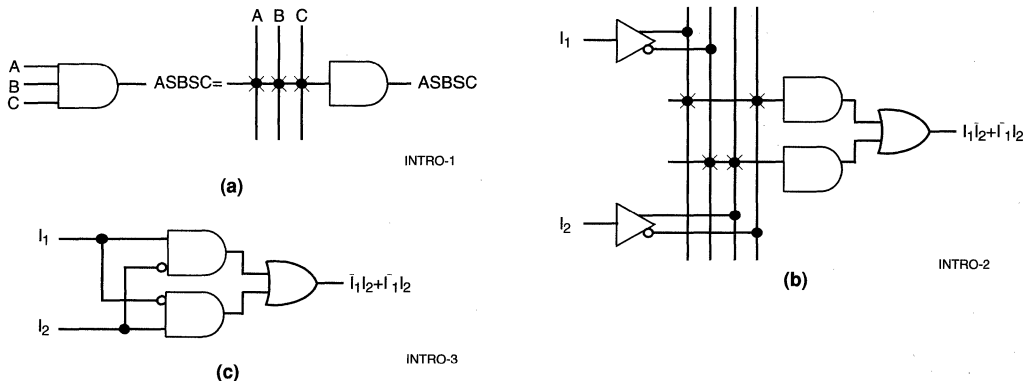 A B C
A
B
C
ASBSC=
ASBSC
INTRO-1
(a)
I1
I2
I1Ī2+Ī1I2
INTRO-2
(b)
I1
I2
Ī1I2+Ī1I2
INTRO-3
(c)